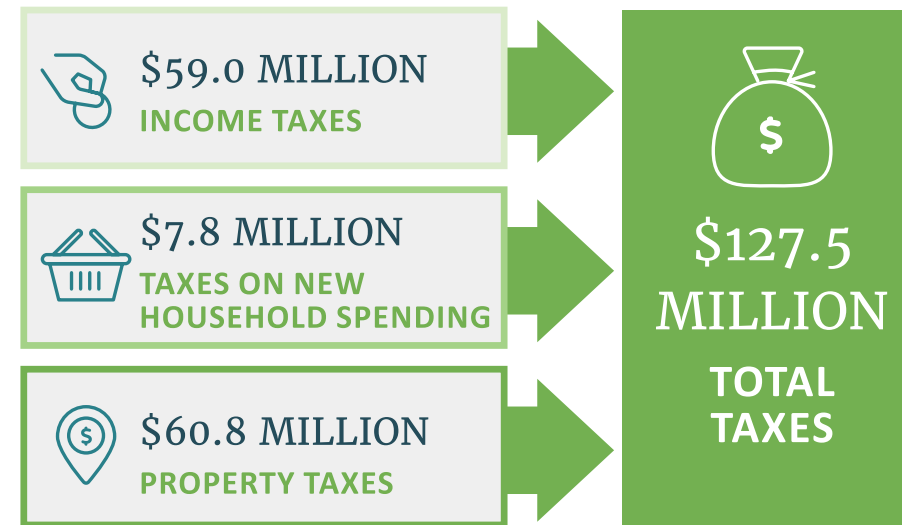 $59.0 MILLION
INCOME TAXES
$7.8 MILLION
TAXES ON NEW
HOUSEHOLD SPENDING
$60.8 MILLION
PROPERTY TAXES
$
$
$127.5
MILLION
TOTAL
TAXES